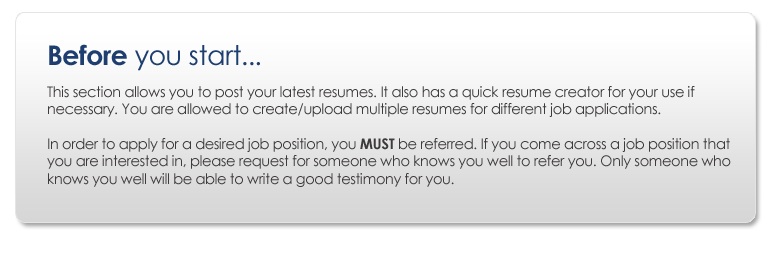 Before you start...
This section allows you to post your latest resumes. It also has a quick resume creator for your use if
necessary. You are allowed to create/upload multiple resumes for different job applications.
In order to apply for a desired job position, you MUST be referred. If you come across a job position that
you are interested in, please request for someone who knows you well to refer you. Only someone who
knows you well will be able to write a good testimony for you.